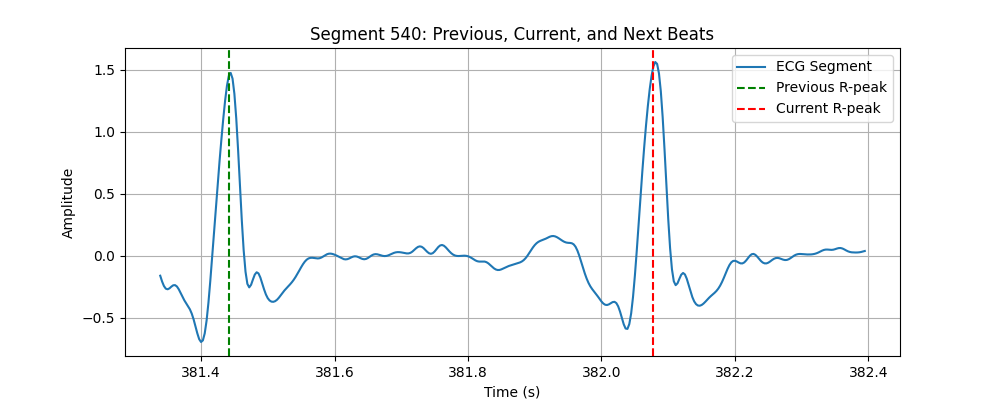 Segment 540: Previous, Current, and Next Beats
ECG Segment
Previous R-peak
Current R-peak
Amplitude
1.5
1.0
0.5
0.0
−0.5
381.4 381.6 381.8 382.0 382.2 382.4
Time (s)